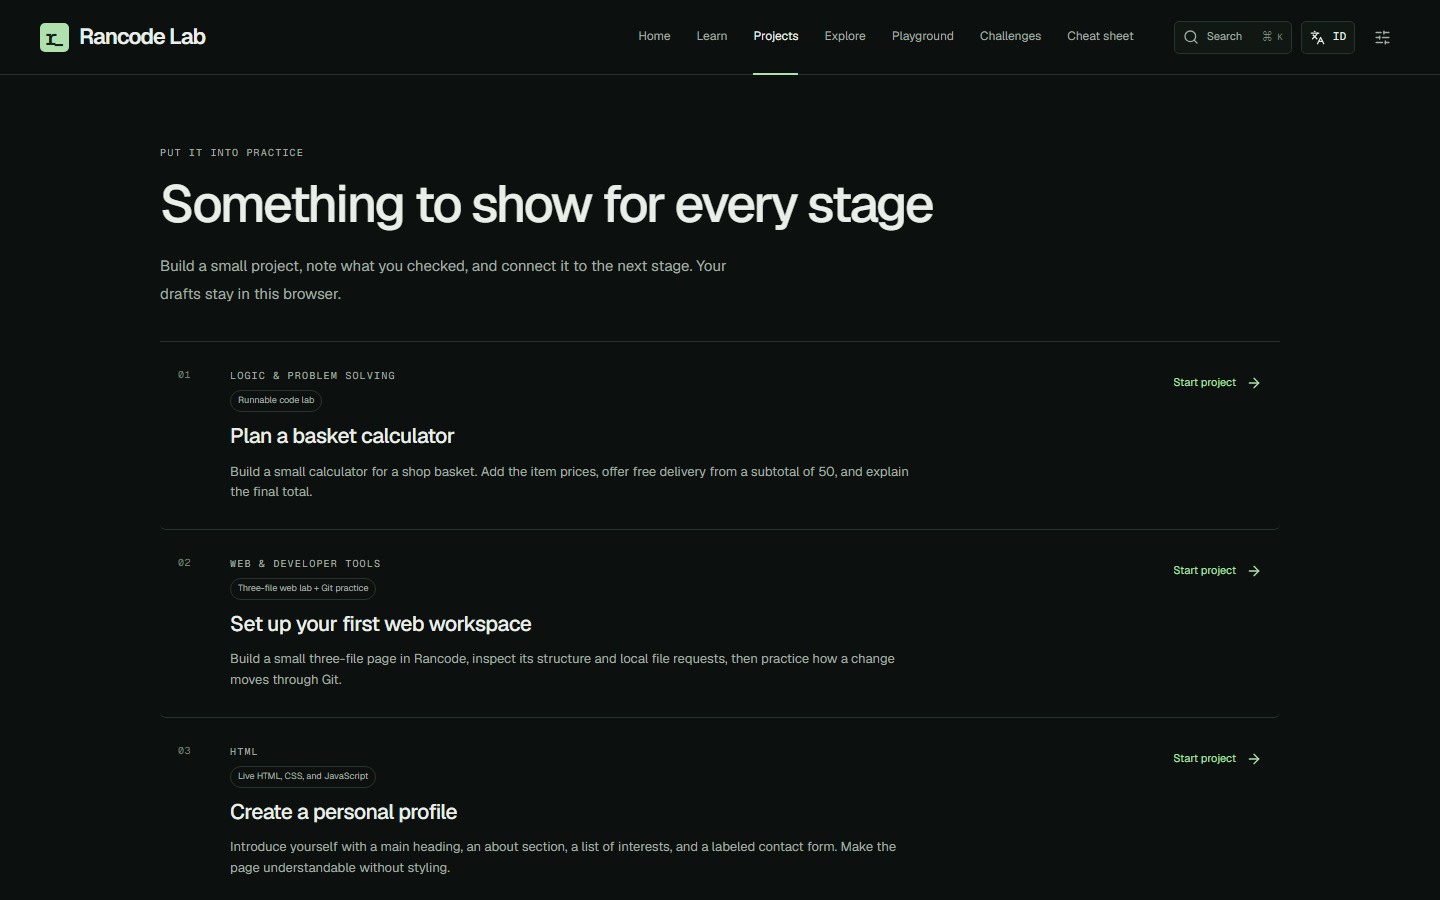 r_ Rancode Lab
Home Learn Projects Explore Playground Challenges Cheat sheet
Search ⌘ K
ID
PUT IT INTO PRACTICE
Something to show for every stage
Build a small project, note what you checked, and connect it to the next stage. Your
drafts stay in this browser.
01
LOGIC & PROBLEM SOLVING
Start project →
Runnable code lab
Plan a basket calculator
Build a small calculator for a shop basket. Add the item prices, offer free delivery from a subtotal of 50, and explain
the final total.
02
WEB & DEVELOPER TOOLS
Start project →
Three-file web lab + Git practice
Set up your first web workspace
Build a small three-file page in Rancode, inspect its structure and local file requests, then practice how a change
moves through Git.
03
HTML
Start project →
Live HTML, CSS, and JavaScript
Create a personal profile
Introduce yourself with a main heading, an about section, a list of interests, and a labeled contact form. Make the
page understandable without styling.